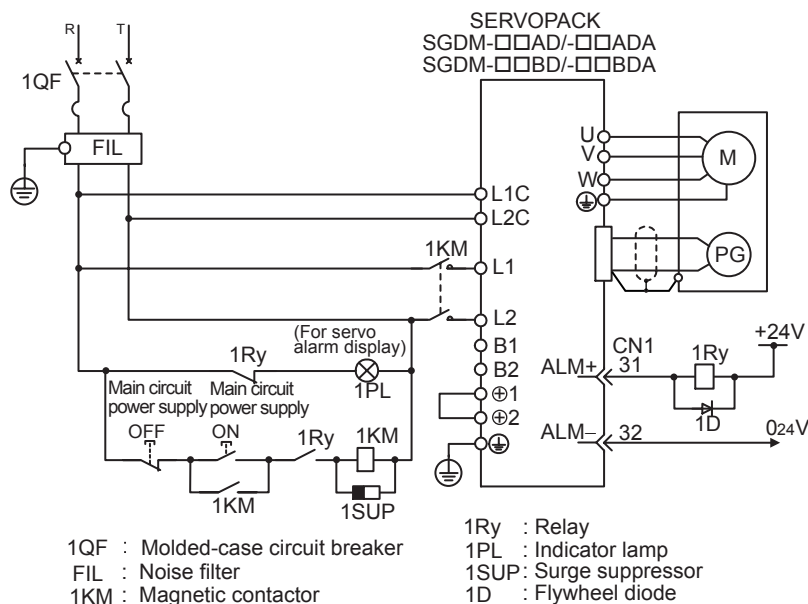 SERVOPACK
SGDM-□□AD/-□□ADA
SGDM-□□BD/-□□BDA
R T
1QF
FIL
U
V
W
M
L1C
L2C
1KM
L1
PG
L2
(For servo
alarm display)
+24V
B1
CN1
1Ry
1Ry
ALM+
31
B2
1PL
Main circuit
power supply
Main circuit
power supply
⊕1
1D
⊕2
OFF
ON
1Ry
1KM
ALM−
32
024V
1KM
1SUP
1QF : Molded-case circuit breaker
FIL : Noise filter
1KM : Magnetic contactor
1Ry : Relay
1PL : Indicator lamp
1SUP: Surge suppressor
1D : Flywheel diode